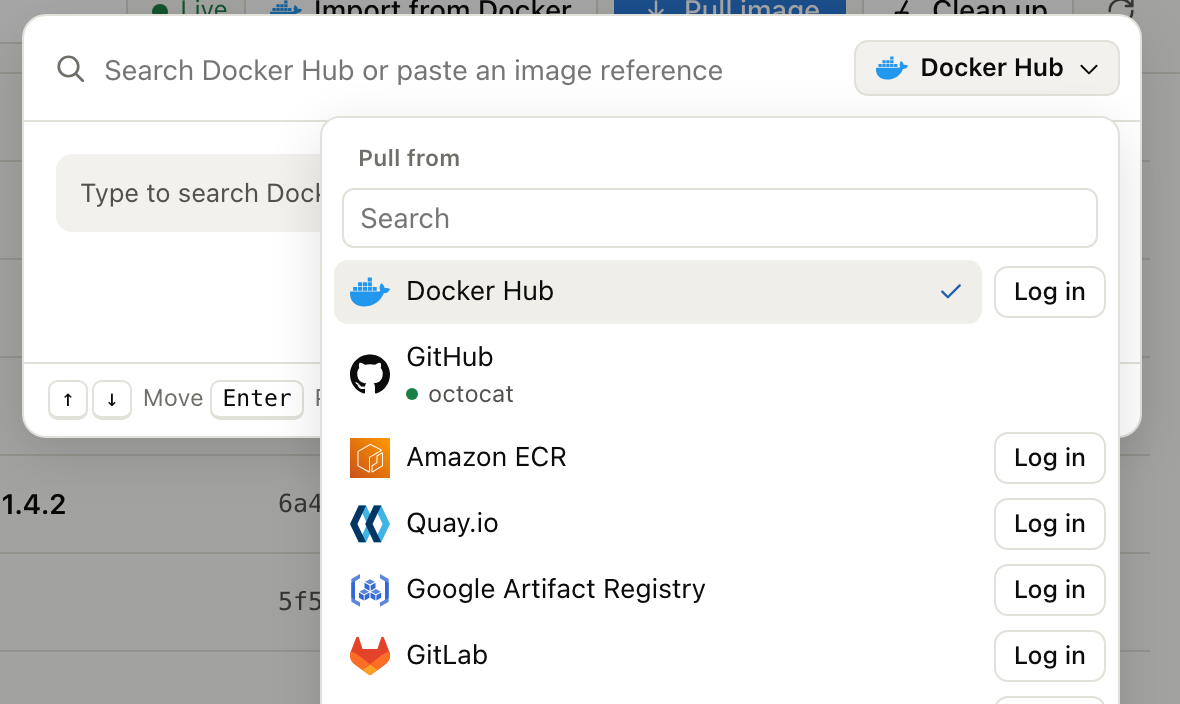 Live
Import from Docker
Pull image
Clean up
Search Docker Hub or paste an image reference
Docker Hub
Pull from
Type to search Dock
Search
Docker Hub
Log in
GitHub
octocat
↑ ↓ Move Enter
Amazon ECR
Log in
1.4.2
6a4
Quay.io
Log in
Google Artifact Registry
Log in
5f5
GitLab
Log in